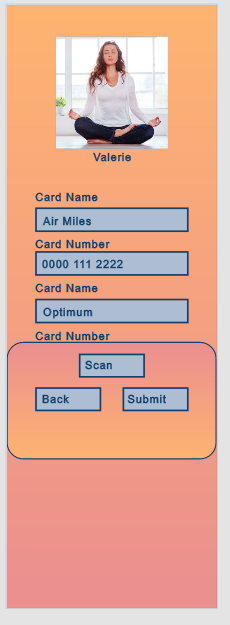 Valerie
Card Name
Air Miles
Card Number
0000 111 2222
Card Name
Optimum
Card Number
Scan
Back Submit